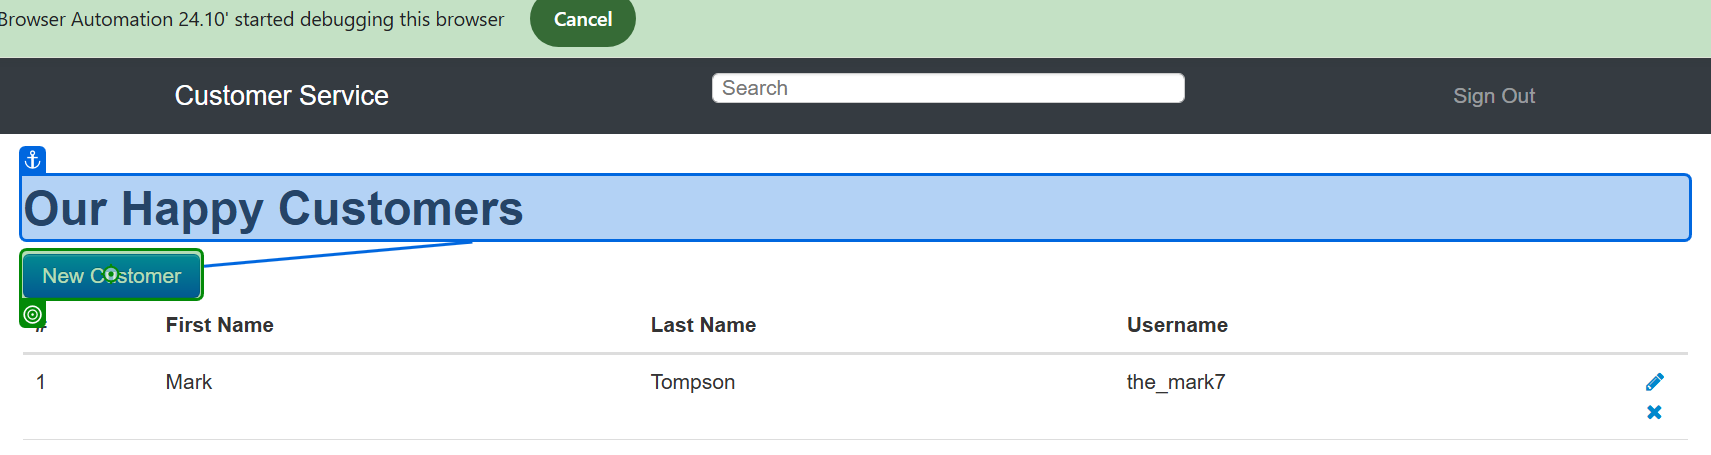 Browser Automation 24.10' started debugging this browser
Cancel
Customer Service
Search
Sign Out
Our Happy Customers
New Customer
# First Name Last Name Username
1 Mark Tompson the_mark7